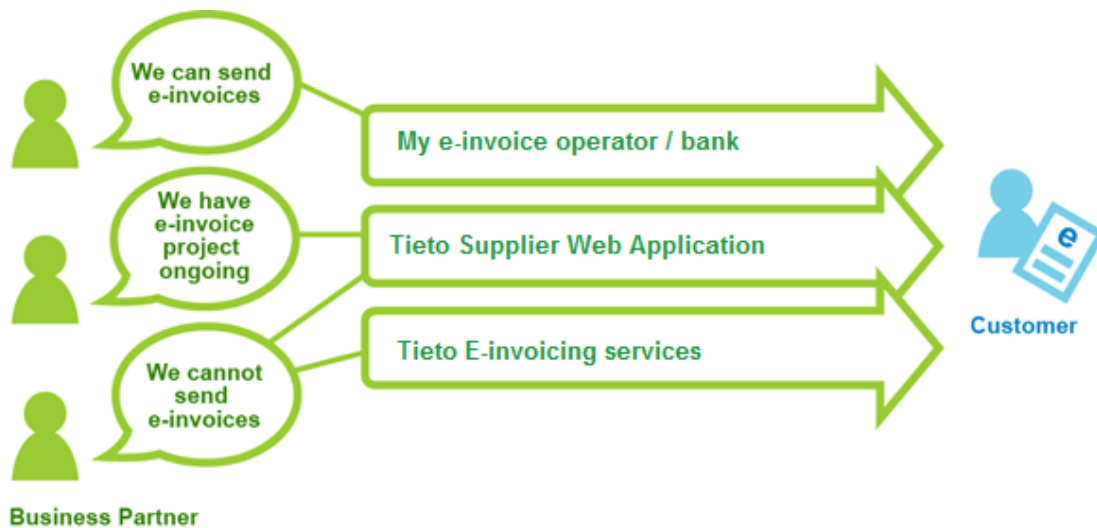 We can send
e-invoices
My e-invoice operator / bank
We have
e-invoice
project
ongoing
Tieto Supplier Web Application
e
Customer
We cannot
send
e-invoices
Tieto E-invoicing services
Business Partner